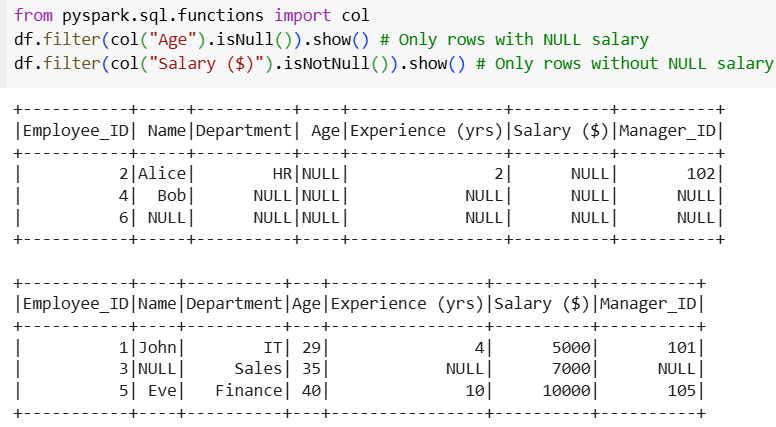 from pyspark.sql.functions import col
df.filter(col("Age").isNull()).show() # Only rows with NULL salary
df.filter(col("Salary ($)").isNotNull()).show() # Only rows without NULL salary
+-----------+-----+----------+----+----------------+----------+----------+
|Employee_ID| Name|Department| Age|Experience (yrs)|Salary ($)|Manager_ID|
+-----------+-----+----------+----+----------------+----------+----------+
|          2|Alice|        HR|NULL|               2|      NULL|       102|
|          4|  Bob|      NULL|NULL|            NULL|      NULL|      NULL|
|          6| NULL|      NULL|NULL|            NULL|      NULL|      NULL|
+-----------+-----+----------+----+----------------+----------+----------+
+-----------+----+----------+---+----------------+----------+----------+
|Employee_ID|Name|Department|Age|Experience (yrs)|Salary ($)|Manager_ID|
+-----------+----+----------+---+----------------+----------+----------+
|          1|John|        IT| 29|               4|      5000|       101|
|          3|NULL|     Sales| 35|            NULL|      7000|      NULL|
|          5| Eve|   Finance| 40|              10|     10000|       105|
+-----------+----+----------+---+----------------+----------+----------+